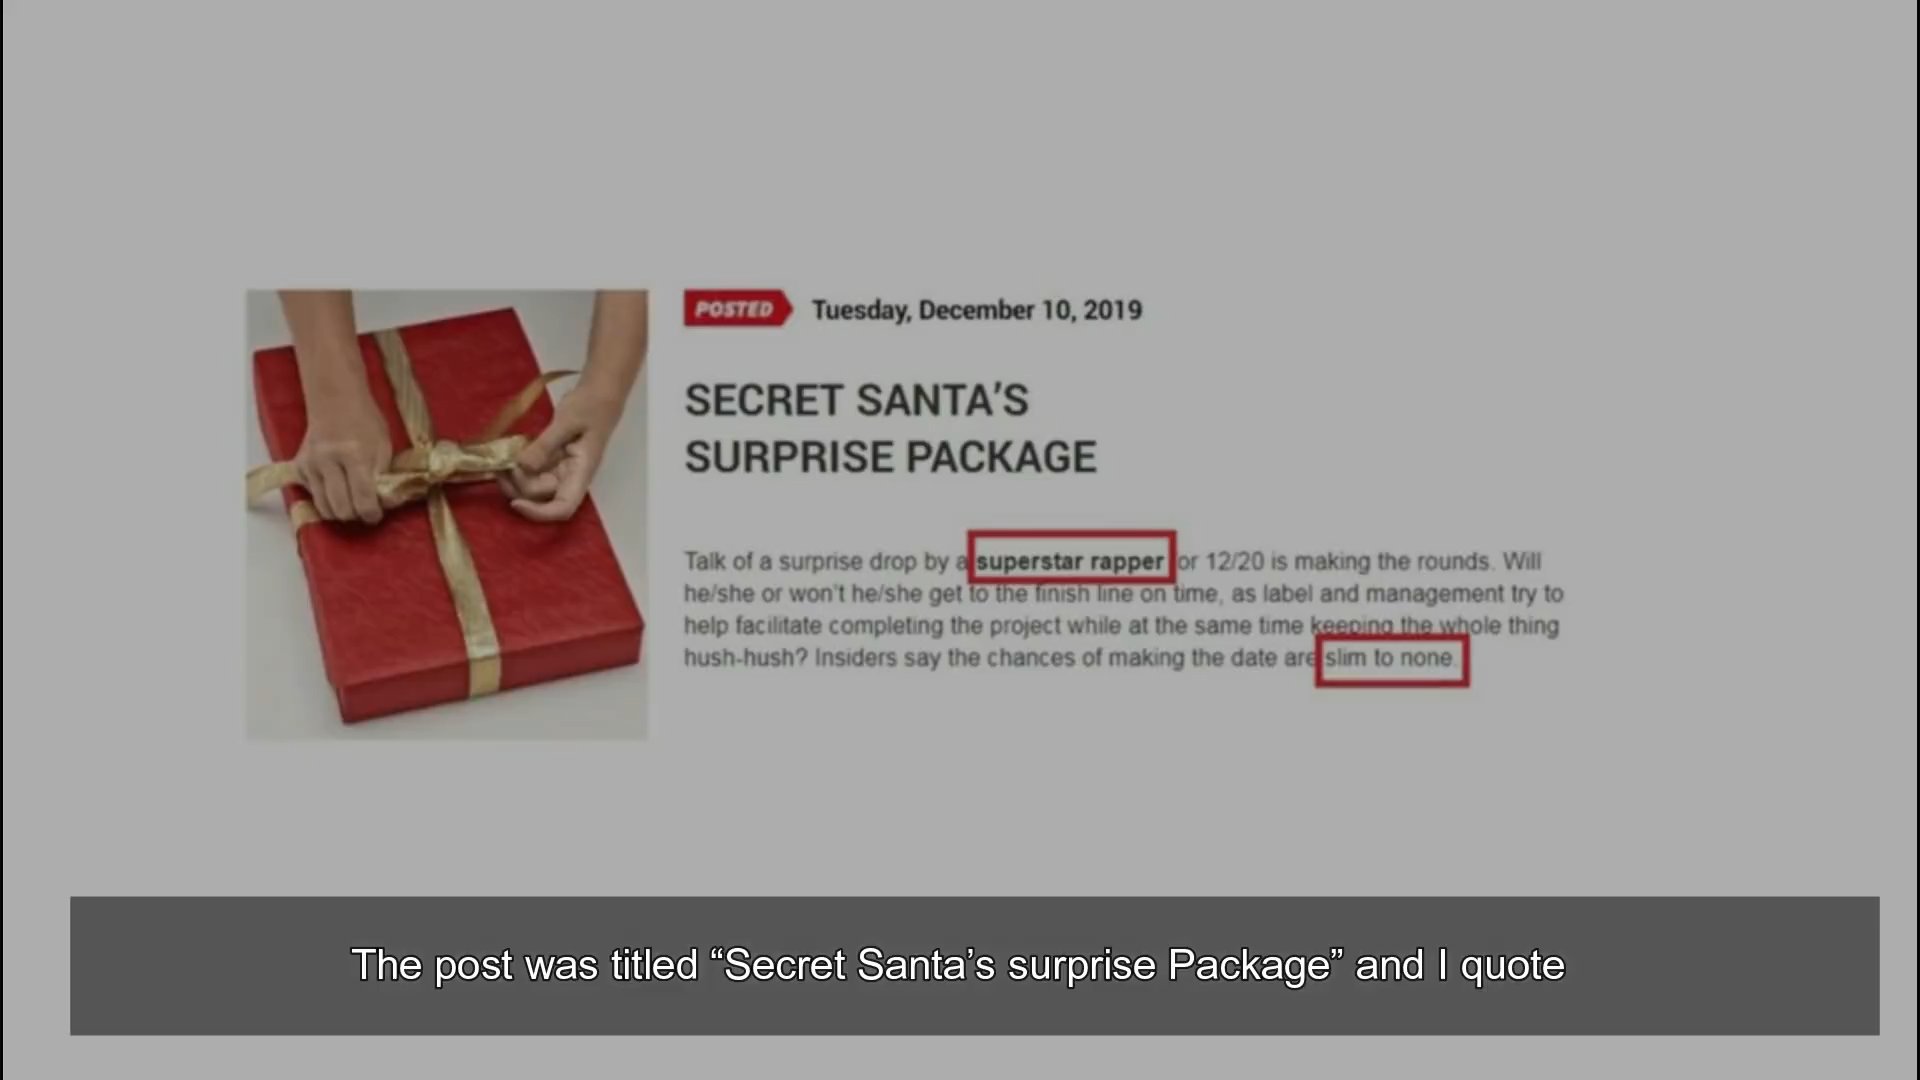 POSTED
Tuesday, December 10, 2019
SECRET SANTA’S
SURPRISE PACKAGE
Talk of a surprise drop by a superstar rapper or 12/20 is making the rounds. Will
he/she or won't he/she get to the finish line on time, as label and management try to
help facilitate completing the project while at the same time keeping the whole thing
hush-hush? Insiders say the chances of making the date are slim to none.
The post was titled “Secret Santa’s surprise Package” and I quote